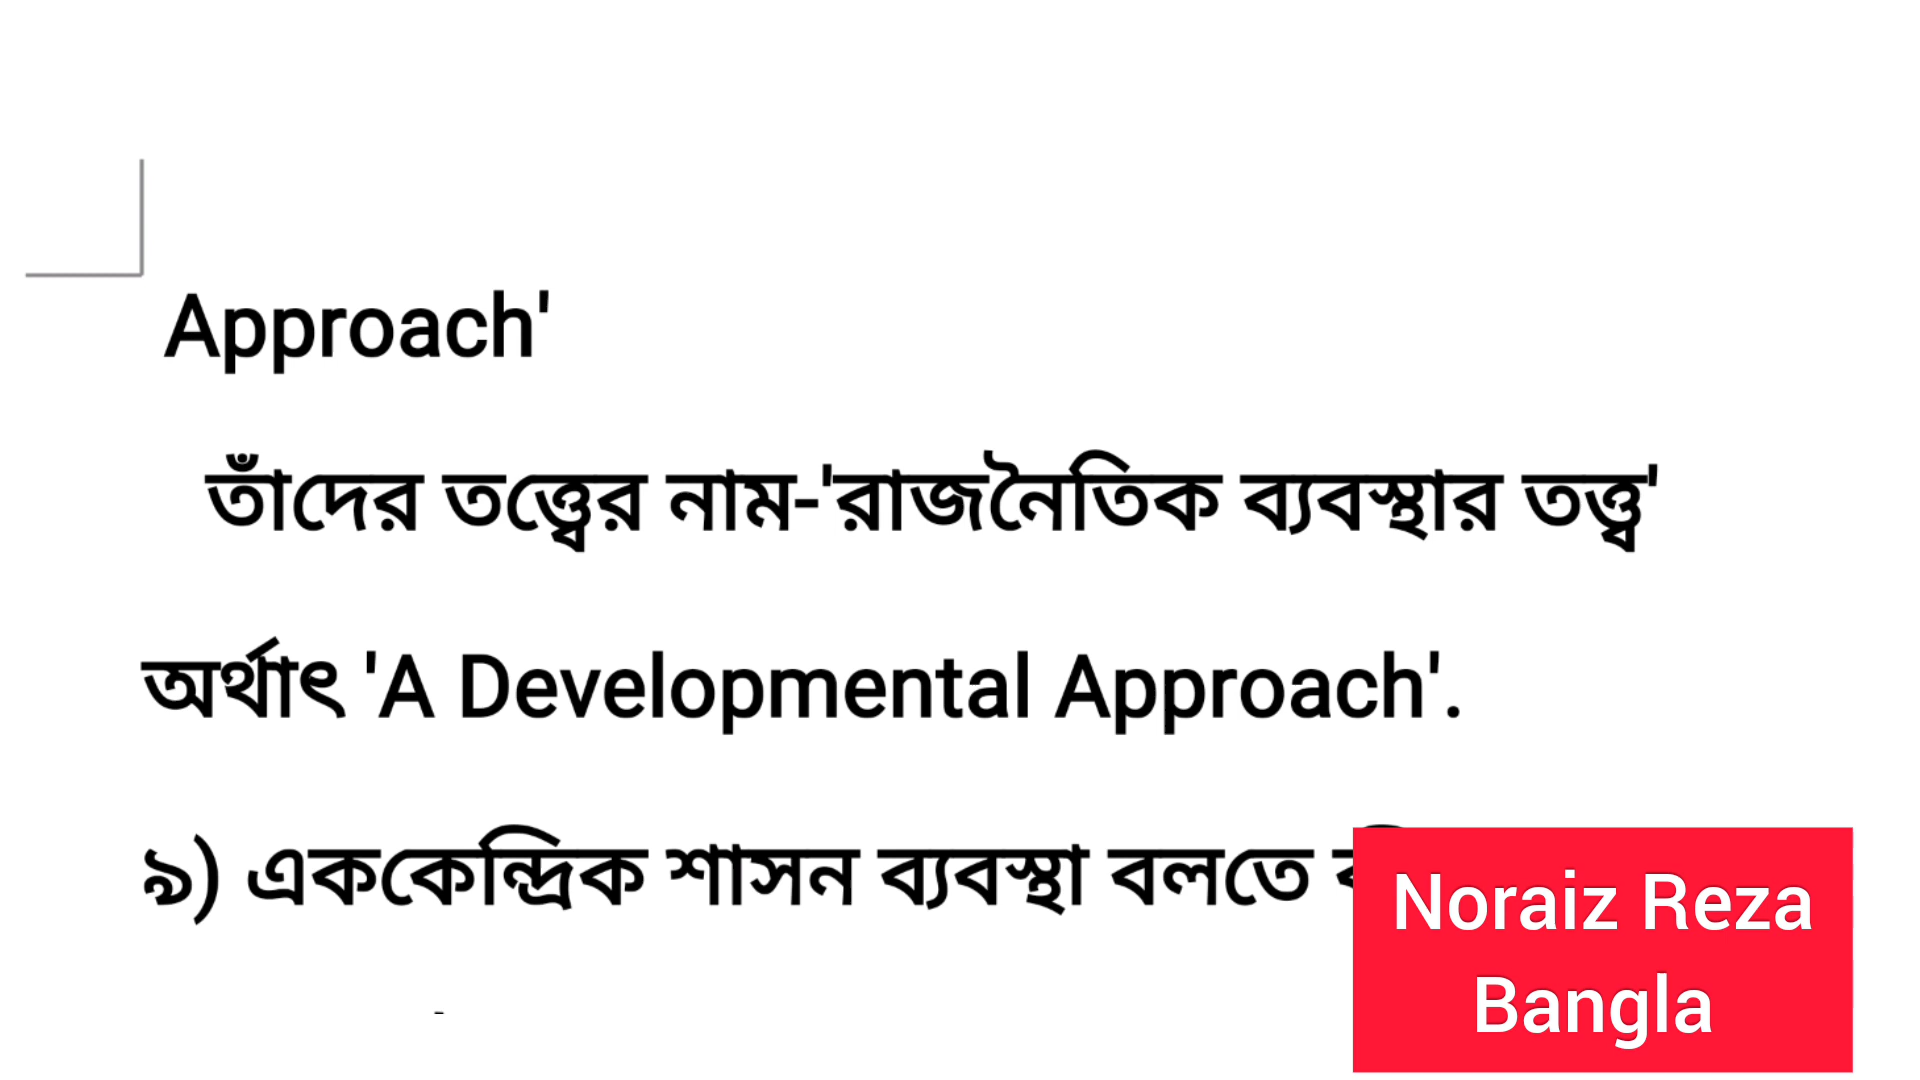 Approach'
তাঁদের তত্ত্বের নাম-'রাজনৈতিক ব্যবস্থার তত্ত্ব'
অর্থাৎ 'A Developmental Approach'.
৯) এককেন্দ্রিক শাসন ব্যবস্থা বলতে
Noraiz Reza
Bangla